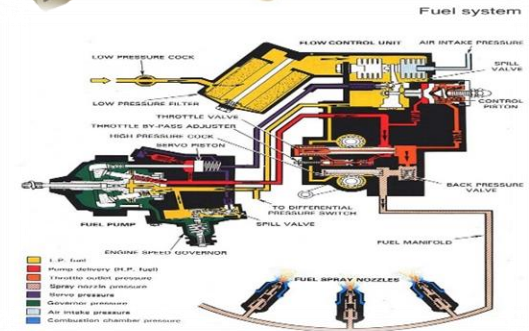 Fuel system
LOW PRESSURE COCK
FLOW CONTROL UNIT
AIR INTAKE PRESSURE
SPILL
VALVE
LOW PRESSURE FILTER
CONTROL
PISTON
THROTTLE VALVE
THROTTLE BY-PASS ADJUSTER
HIGH PRESSURE COCK
SERVO PISTON
BACK PRESSURE
VALVE
TO DIFFERENTIAL
PRESSURE SWITCH
SPILL VALVE
FUEL PUMP
FUEL MANIFOLD
ENGINE SPEED GOVERNOR
L.P. fuel
Pump delivery (H.P. fuel)
Throttle outlet pressure
Spray nozzle pressure
Servo pressure
Governor pressure
Air intake pressure
Combustion chamber pressure
FUEL SPRAY NOZZLES